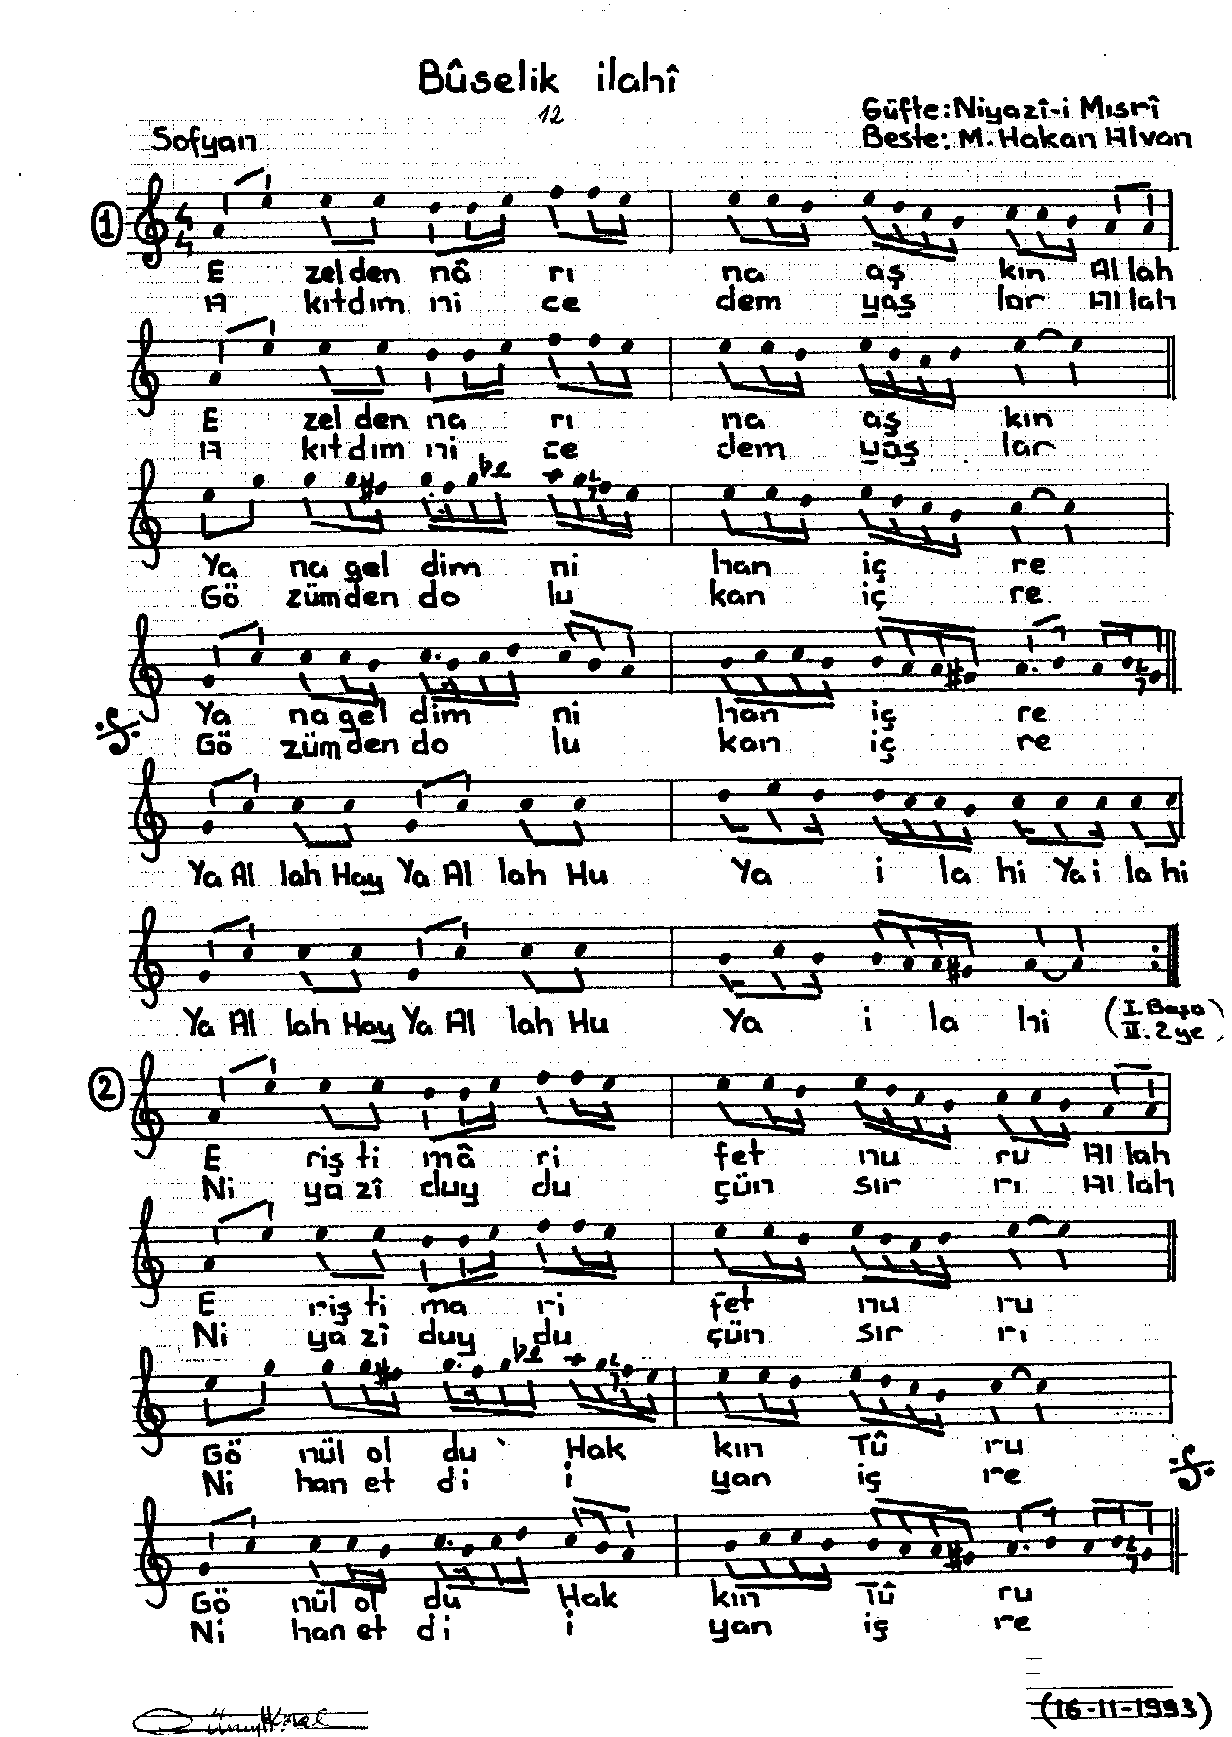 Bûselik ilahî
12
Güfte: Niyazî-i Mısrî
Sofyan
Beste: M. Hakan Alvan
1
4
4
E zel den nâ rı na aş kın Al lah
A kıtdım ni ce dem yaş lar Al lah
E zel den na rı na aş kın
A kıtdım ni ce dem yaş lar
Ya na gel dim ni han iç re
Gö züm den do lu kan iç re
Ya na gel dim ni han iç re
Gö züm den do lu kan iç re
Ya Al lah Hay Ya Al lah Hu Ya i la hi Ya i la hi
Ya Al lah Hay Ya Al lah Hu Ya i la hi (I. Başa
II. 2 ye)
2
E riş ti mâ ri fet nu ru Al lah
Ni ya zî duy du çün sır rı Al lah
E riş ti ma ri fet nu ru
Ni ya zî duy du çün sır rı
Gö nül ol du Hak kın Tû ru
Ni han et di i yan iç re
Gö nül ol du Hak kın Tû ru
Ni han et di i yan iç re
(16-11-1993)